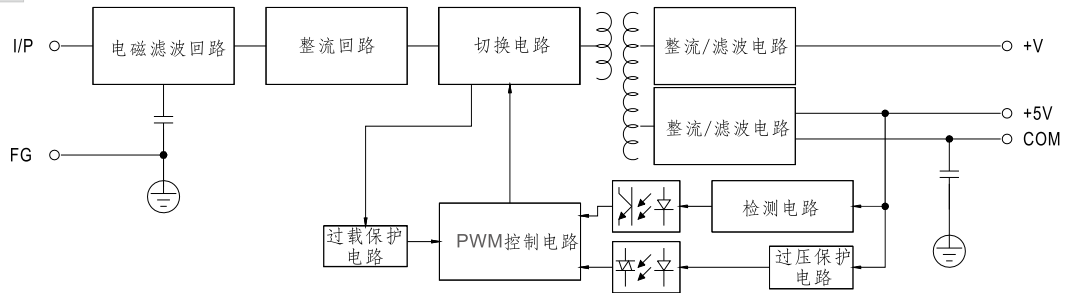 I/P
电磁滤波回路
整流回路
切换电路
整流/滤波电路
+V
整流/滤波电路
+5V
COM
FG
检测电路
过载保护
电路
PWM控制电路
过压保护
电路